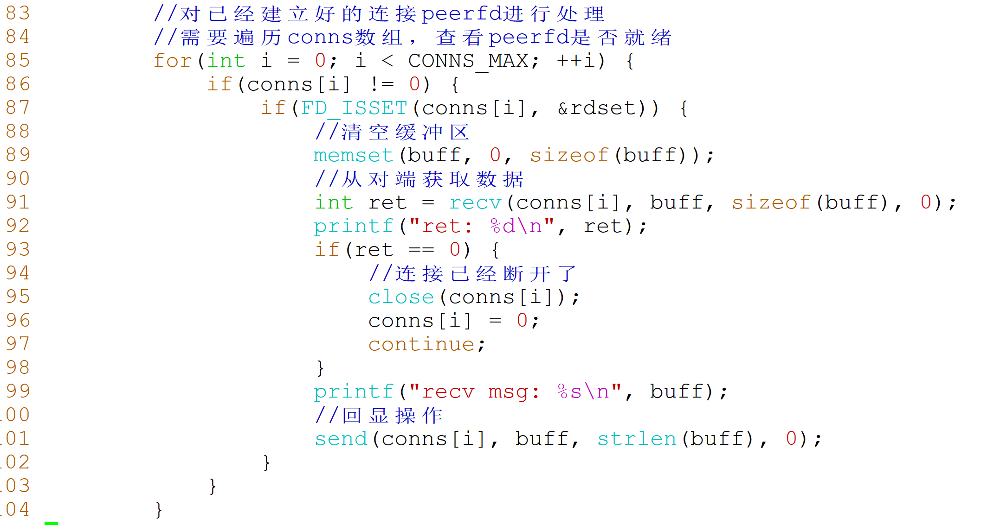 83 //对已经建立好的连接peerfd进行处理
84 //需要遍历conns数组，查看peerfd是否就绪
85 for(int i = 0; i < CONNS_MAX; ++i) {
86 if(conns[i] != 0) {
87 if(FD_ISSET(conns[i], &rdset)) {
88 //清空缓冲区
89 memset(buff, 0, sizeof(buff));
90 //从对端获取数据
91 int ret = recv(conns[i], buff, sizeof(buff), 0);
92 printf("ret: %d\n", ret);
93 if(ret == 0) {
94 //连接已经断开了
95 close(conns[i]);
96 conns[i] = 0;
97 continue;
98 }
99 printf("recv msg: %s\n", buff);
100 //回显操作
101 send(conns[i], buff, strlen(buff), 0);
102 }
103 }
104 }